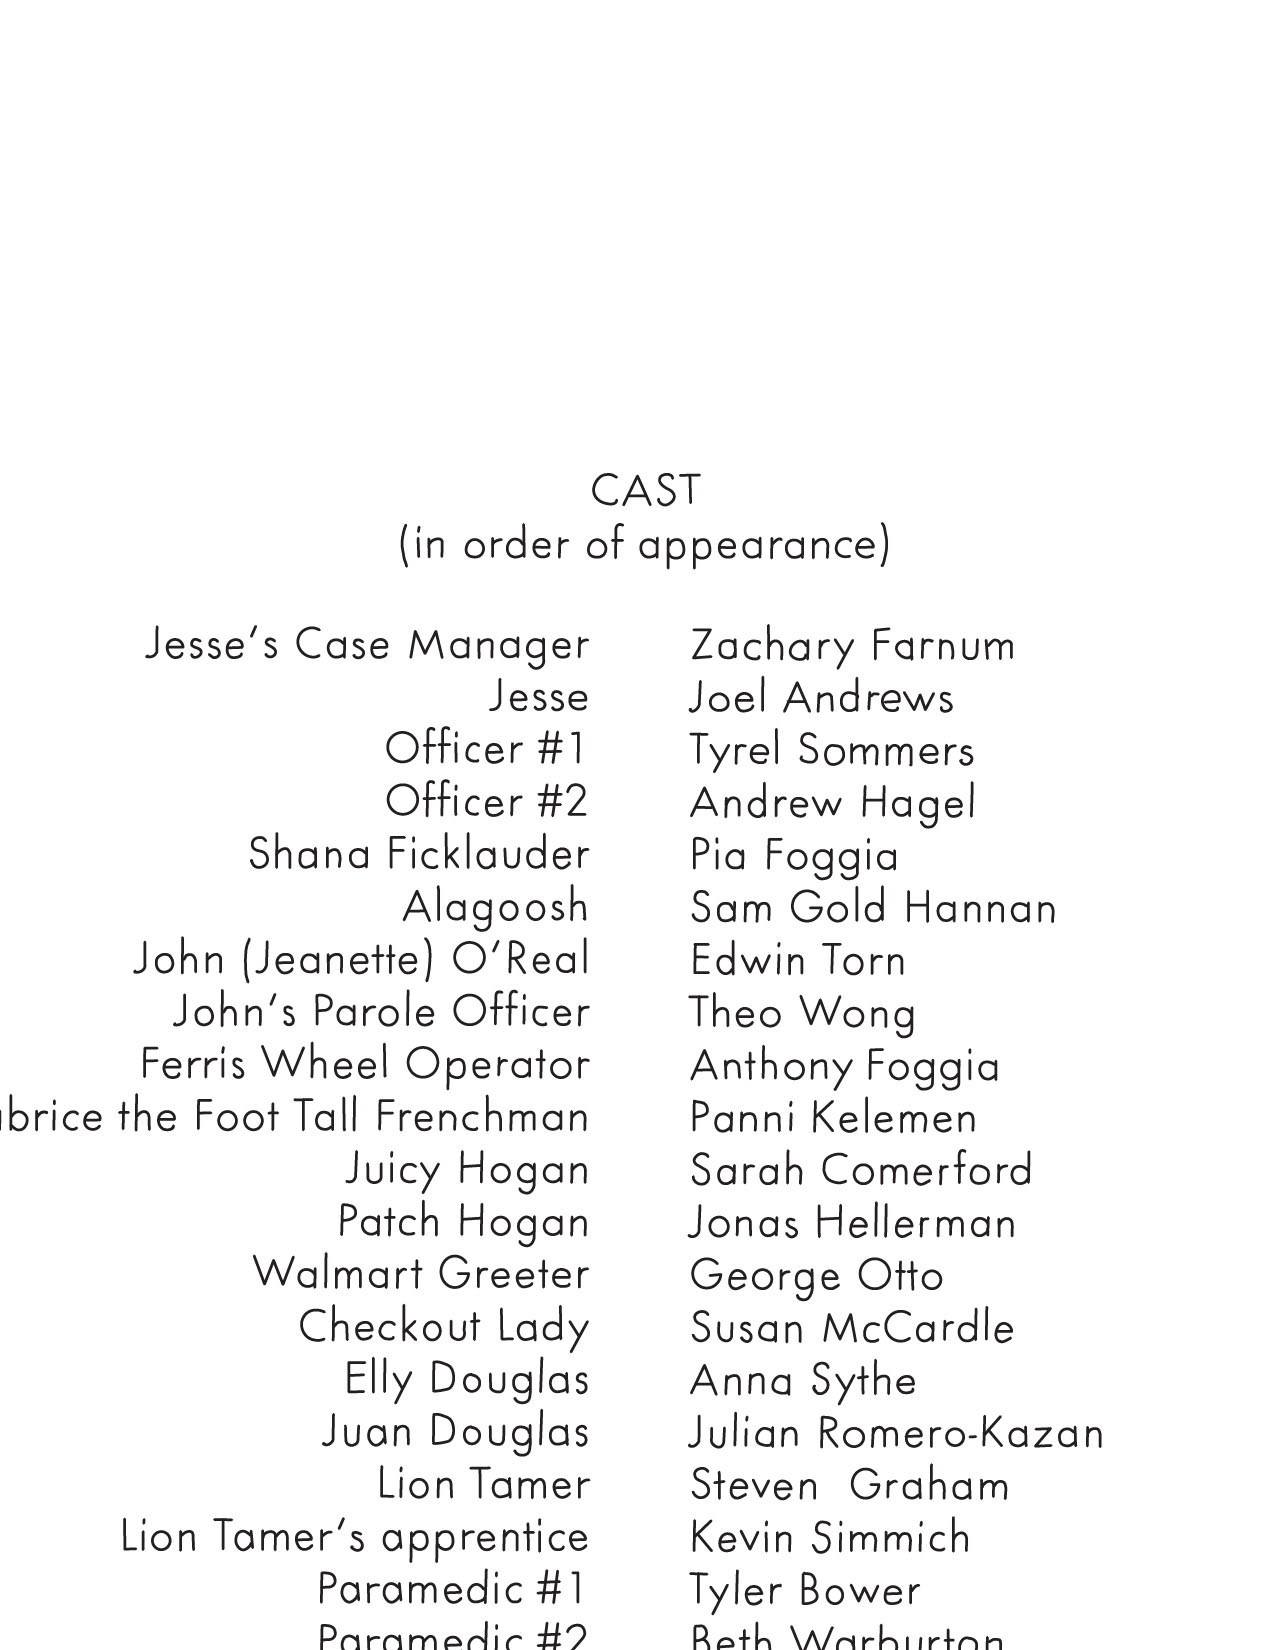 CAST
(in order of appearance)
Jesse's Case Manager Zachary Farnum
Jesse Joel Andrews
Officer #1 Tyrel Sommers
Officer #2 Andrew Hagel
Shana Ficklauder Pia Foggia
Alagoosh Sam Gold Hannan
John (Jeanette) O'Real Edwin Torn
John's Parole Officer Theo Wong
Ferris Wheel Operator Anthony Foggia
the Foot Tall Frenchman Panni Kelemen
Juicy Hogan Sarah Comerford
Patch Hogan Jonas Hellerman
Walmart Greeter George Otto
Checkout Lady Susan McCardle
Elly Douglas Anna Sythe
Juan Douglas Julian Romero-Kazan
Lion Tamer Steven Graham
Lion Tamer's apprentice Kevin Simmich
Paramedic #1 Tyler Bower
Paramedic #2 Beth Warburton